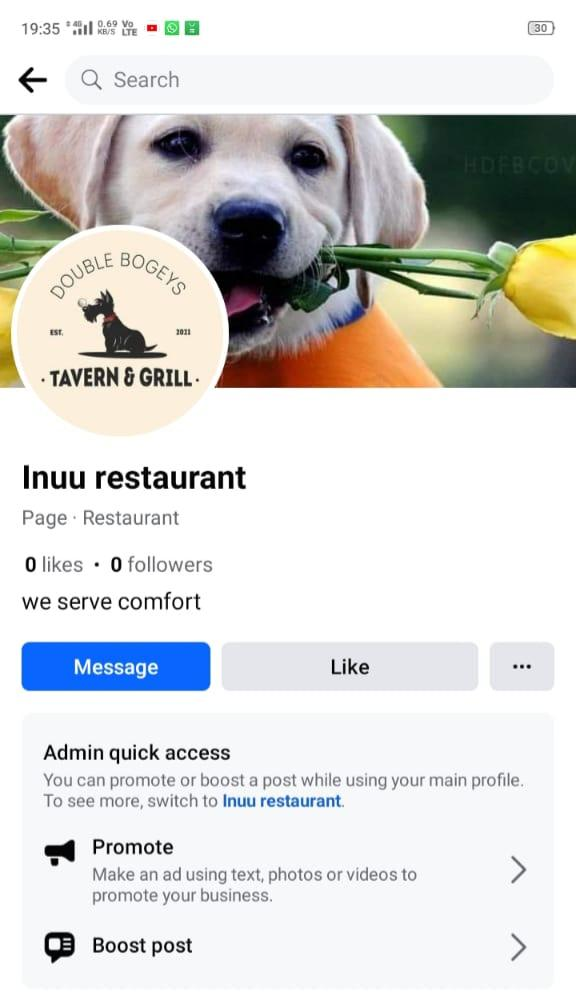 19:35 4G 0.69 KB/S Vo LTE 30
Search
HDFBCOV
DOUBLE BOGEYS
EST. 2021
· TAVERN & GRILL ·
Inuu restaurant
Page · Restaurant
0 likes • 0 followers
we serve comfort
Message Like ...
Admin quick access
You can promote or boost a post while using your main profile.
To see more, switch to Inuu restaurant.
Promote
Make an ad using text, photos or videos to
promote your business.
Boost post